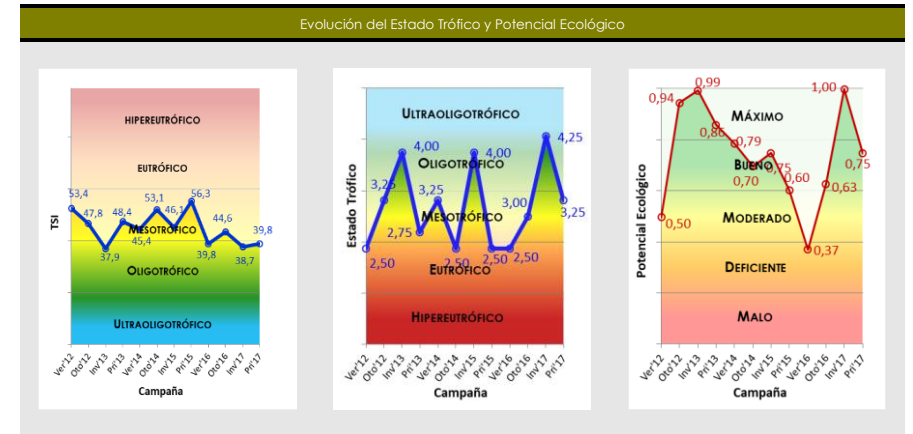 Evolución del Estado Trófico y Potencial Ecológico
TSI
HIPEREUTRÓFICO
EUTRÓFICO
MESOTRÓFICO
OLIGOTRÓFICO
ULTRAOLIGOTRÓFICO
53,4
47,8
37,9
48,4
45,4
53,1
46,1
56,3
39,8
44,6
38,7
39,8
Ver'12
Oto'12
Inv'13
Pri'13
Ver'14
Oto'14
Inv'15
Pri'15
Ver'16
Oto'16
Inv'17
Pri'17
Campaña
Estado Trófico
ULTRAOLIGOTRÓFICO
OLIGOTRÓFICO
MESOTRÓFICO
EUTRÓFICO
HIPEREUTRÓFICO
2,50
3,25
4,00
2,75
3,25
2,50
4,00
2,50
2,50
3,00
4,25
3,25
Ver'12
Oto'12
Inv'13
Pri'13
Ver'14
Oto'14
Inv'15
Pri'15
Ver'16
Oto'16
Inv'17
Pri'17
Campaña
Potencial Ecológico
MÁXIMO
BUENO
MODERADO
DEFICIENTE
MALO
0,50
0,94
0,99
0,86
0,79
0,70
0,75
0,60
0,37
0,63
1,00
0,75
Ver'12
Oto'12
Inv'13
Pri'13
Ver'14
Oto'14
Inv'15
Pri'15
Ver'16
Oto'16
Inv'17
Pri'17
Campaña